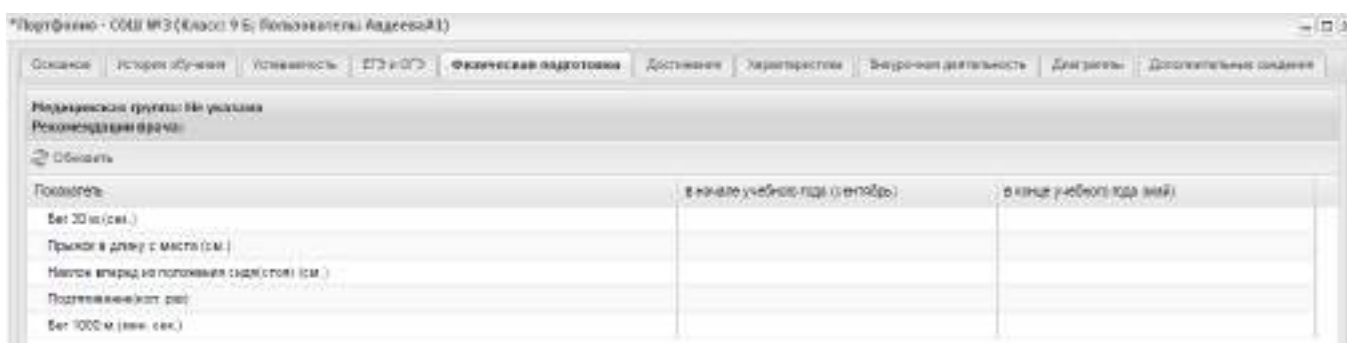 "Портфолио - СОШ №3 (Класс: 9 Б; Пользователь: АвдееваА1)
Основное История обучения Успеваемость ЕГЭ и ОГЭ Физическая подготовка Достижения Характеристика Внеурочная деятельность Диаграммы Дополнительные сведения
Медицинская группа: Не указана
Рекомендации врача:
Обновить
Показатель в начале учебного года (сентябрь) в конце учебного года (май)
Бег 30 м (сек.)
Прыжок в длину с места (см.)
Наклон вперед из положения сидя(стоя) (см.)
Подтягивание(кол. раз)
Бег 1000 м (мин. сек.)